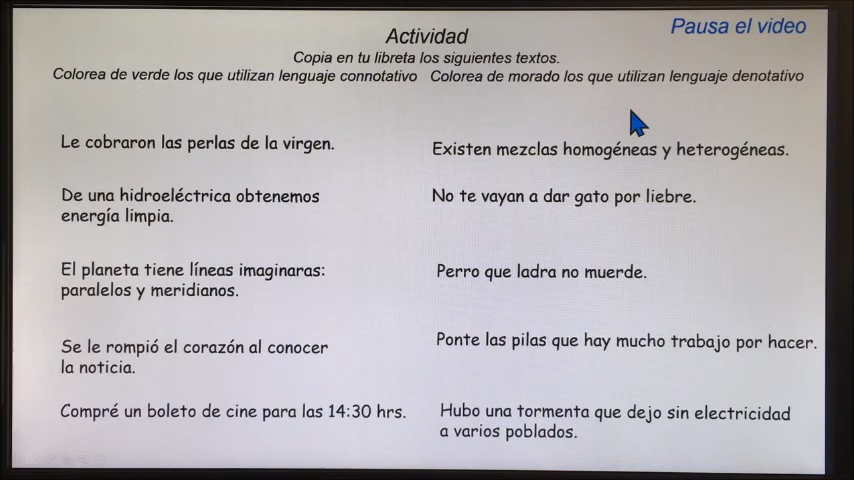 Pausa el video
Actividad
Copia en tu libreta los siguientes textos.
Colorea de verde los que utilizan lenguaje connotativo Colorea de morado los que utilizan lenguaje denotativo
Le cobraron las perlas de la virgen.
De una hidroeléctrica obtenemos
energía limpia.
El planeta tiene líneas imaginaras:
paralelos y meridianos.
Se le rompió el corazón al conocer
la noticia.
Compré un boleto de cine para las 14:30 hrs.
Existen mezclas homogéneas y heterogéneas.
No te vayan a dar gato por liebre.
Perro que ladra no muerde.
Ponte las pilas que hay mucho trabajo por hacer.
Hubo una tormenta que dejo sin electricidad
a varios poblados.